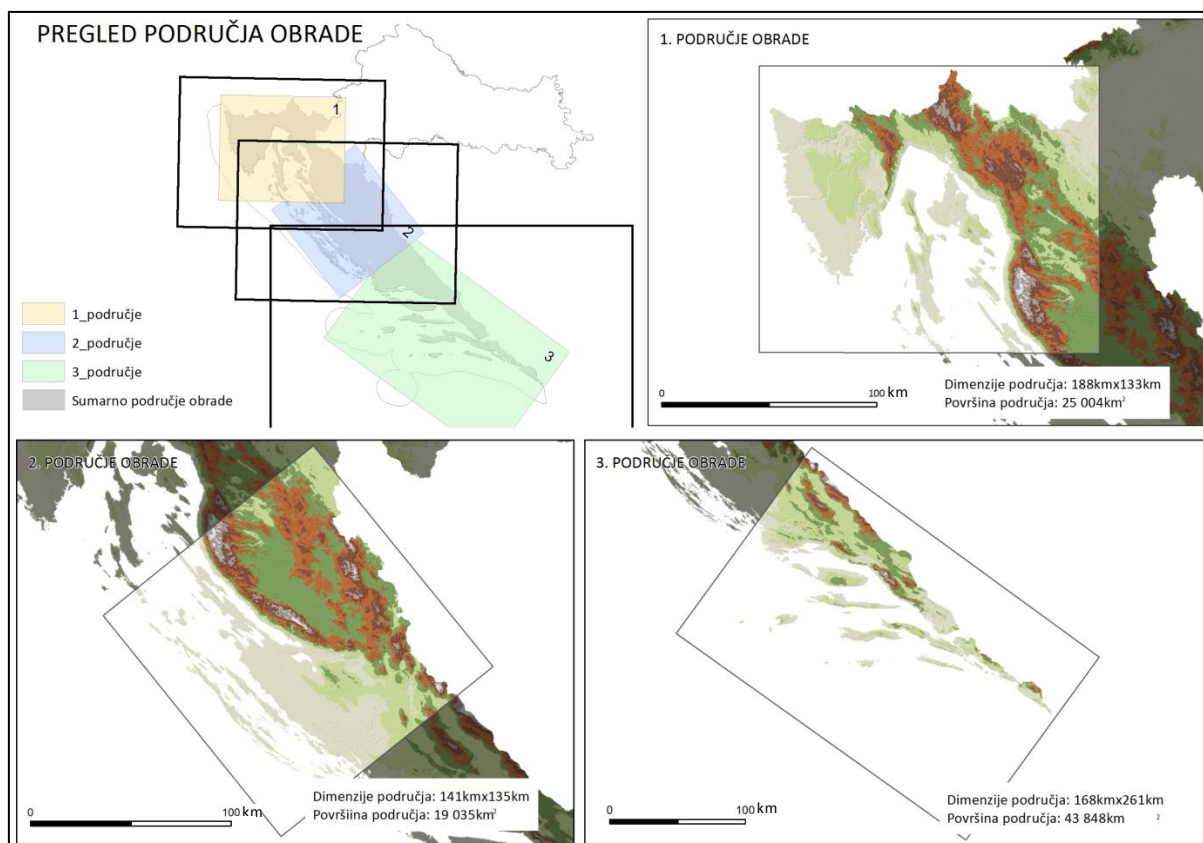 PREGLED PODRUČJA OBRADE
1
2
3
1_područje
2_područje
3_područje
Sumarno područje obrade
1. PODRUČJE OBRADE
0
100 km
Dimenzije područja: 188kmx133km
Površina područja: 25 004km²
2. PODRUČJE OBRADE
0
100 km
Dimenzije područja: 141kmx135km
Površiina područja: 19 035km²
3. PODRUČJE OBRADE
0
100 km
Dimenzije područja: 168kmx261km
Površina područja: 43 848km ²